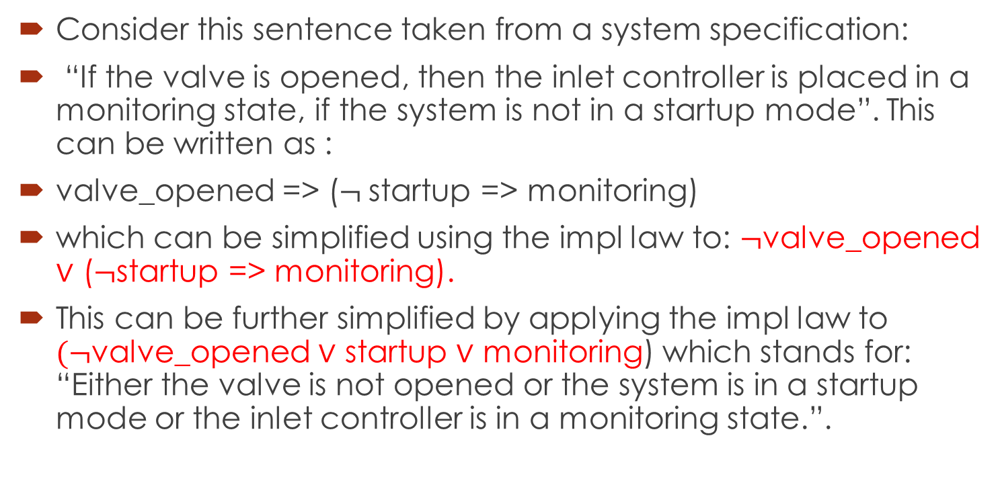 Consider this sentence taken from a system specification:
“If the valve is opened, then the inlet controller is placed in a
monitoring state, if the system is not in a startup mode”. This
can be written as :
valve_opened => (¬ startup => monitoring)
which can be simplified using the impl law to: ¬valve_opened
∨ (¬startup => monitoring).
This can be further simplified by applying the impl law to
(¬valve_opened ∨ startup ∨ monitoring) which stands for:
“Either the valve is not opened or the system is in a startup
mode or the inlet controller is in a monitoring state.”.